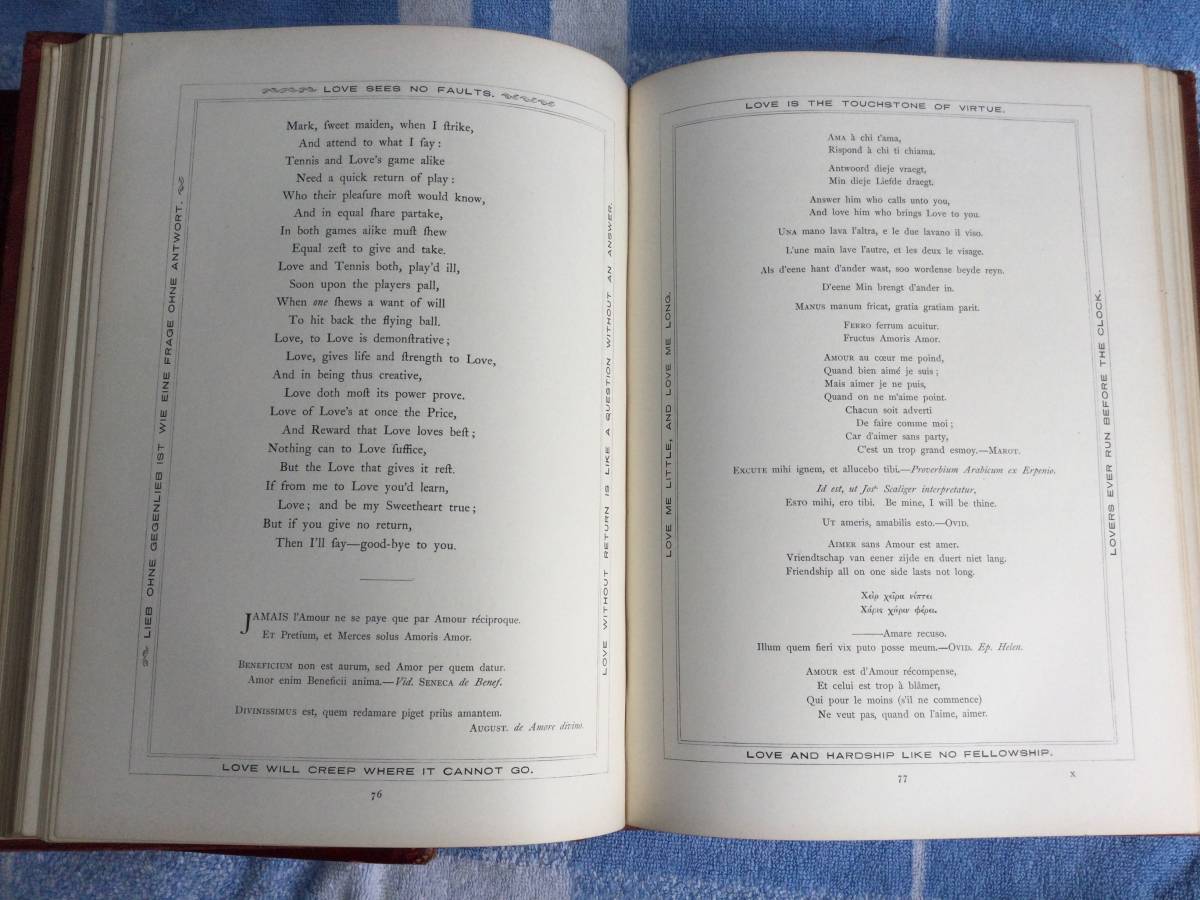 LOVE SEES NO FAULTS.
LIEB OHNE GEGENLIEB IST WIE EINE FRAGE OHNE ANTWORT.
Mark, ſweet maiden, when I ſtrike,
And attend to what I ſay:
Tennis and Love's game alike
Need a quick return of play:
Who their pleaſure moſt would know,
And in equal ſhare partake,
In both games alike muſt ſhew
Equal zeſt to give and take.
Love and Tennis both, play'd ill,
Soon upon the players pall,
When one ſhews a want of will
To hit back the flying ball.
Love, to Love is demonſtrative;
Love, gives life and ſtrength to Love,
And in being thus creative,
Love doth moſt its power prove.
Love of Love's at once the Price,
And Reward that Love loves beſt;
Nothing can to Love ſuffice,
But the Love that gives it reſt.
If from me to Love you'd learn,
Love; and be my Sweetheart true;
But if you give no return,
Then I'll ſay—good-bye to you.
JAMAIS l'Amour ne se paye que par Amour réciproque.
ET Pretium, et Merces solus Amoris Amor.
BENEFICIUM non est aurum, sed Amor per quem datur.
Amor enim Beneficii anima.—Vid. SENECA de Benef.
DIVINISSIMUS est, quem redamare piget priùs amantem.
AUGUST. de Amore divino.
LOVE WITHOUT RETURN IS LIKE A QUESTION WITHOUT AN ANSWER.
LOVE WILL CREEP WHERE IT CANNOT GO.
76
LOVE IS THE TOUCHSTONE OF VIRTUE.
LOVE ME LITTLE, AND LOVE ME LONG.
AMA à chi t'ama,
Rispond à chi ti chiama.
Antwoord dieje vraegt,
Min dieje Liefde draegt.
Answer him who calls unto you,
And love him who brings Love to you.
UNA mano lava l'altra, e le due lavano il viso.
L'une main lave l'autre, et les deux le visage.
Als d'eene hant d'ander wast, soo wordense beyde reyn.
D'eene Min brengt d'ander in.
MANUS manum fricat, gratia gratiam parit.
FERRO ferrum acuitur.
Fructus Amoris Amor.
AMOUR au cœur me poind,
Quand bien aimé je suis;
Mais aimer je ne puis,
Quand on ne m'aime point.
Chacun soit adverti
De faire comme moi;
Car d'aimer sans party,
C'est un trop grand esmoy.—MAROT.
EXCUTE mihi ignem, et allucebo tibi.—Proverbium Arabicum ex Erpenio.
Id est, ut Jos. Scaliger interpretatur,
ESTO mihi, ero tibi. Be mine, I will be thine.
UT ameris, amabilis esto.—OVID.
AIMER sans Amour est amer.
Vriendtschap van eener zijde en duert niet lang.
Friendship all on one side lasts not long.
Χεὶρ χεῖρα νίπτει
Χάρις χάριν φέρει.
——Amare recuso.
Illum quem fieri vix puto posse meum.—OVID. Ep. Helen.
AMOUR est d'Amour récompense,
Et celui est trop à blâmer,
Qui pour le moins (s'il ne commence)
Ne veut pas, quand on l'aime, aimer.
LOVERS EVER RUN BEFORE THE CLOCK.
LOVE AND HARDSHIP LIKE NO FELLOWSHIP.
77
X